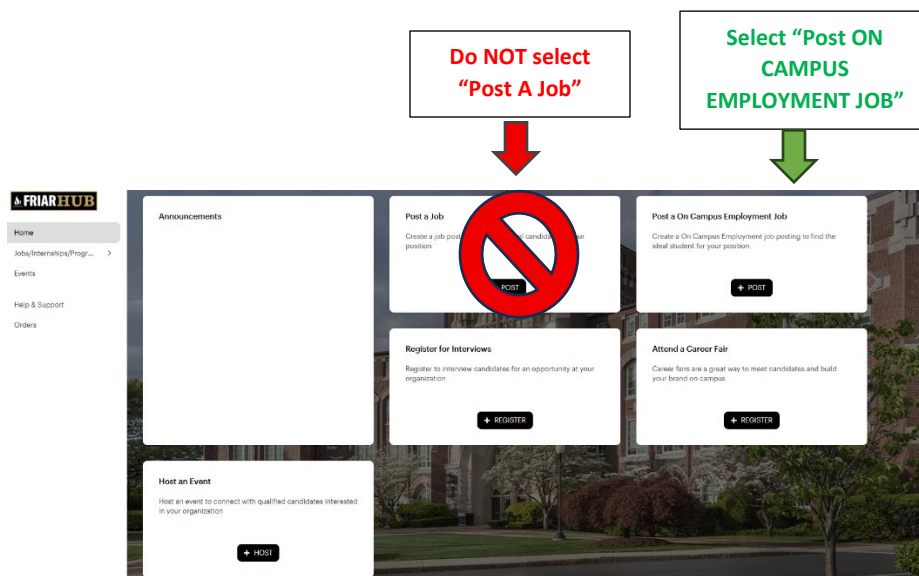 Do NOT select
“Post A Job”
Select “Post ON
CAMPUS
EMPLOYMENT JOB”
FRIARHUB
Home
Jobs/Internships/Progr...
Events
Help & Support
Orders
Announcements
Post a Job
Create a job post candida ur
position
POST
Post a On Campus Employment Job
Create a On Campus Employment job posting to find the
ideal student for your position
+ POST
Register for Interviews
Register to interview candidates for an opportunity at your
organization
+ REGISTER
Attend a Career Fair
Career fairs are a great way to meet candidates and build
your brand on campus
+ REGISTER
Host an Event
Host an event to connect with qualified candidates interested
in your organization
+ HOST